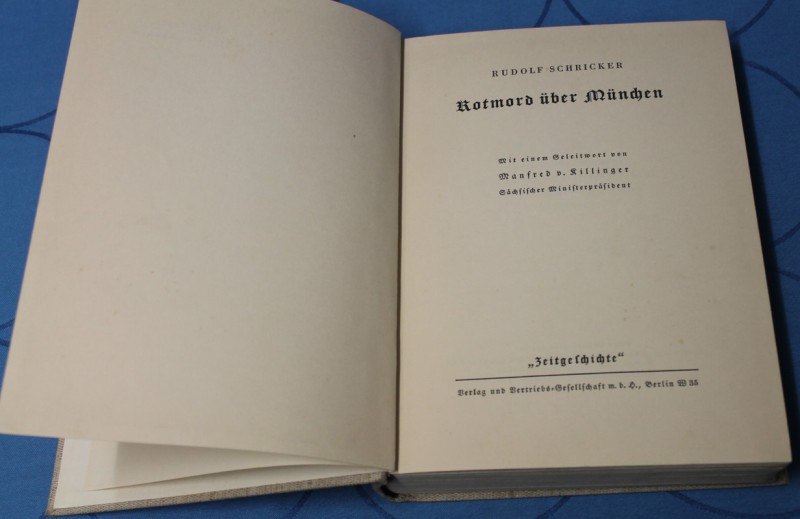 RUDOLF SCHRICKER
Rotmord über München
Mit einem Geleitwort von
Manfred v. Killinger
Sächsischer Ministerpräsident
„Zeitgeschichte“
Verlag und Vertriebs-Gesellschaft m. b. H., Berlin W 35